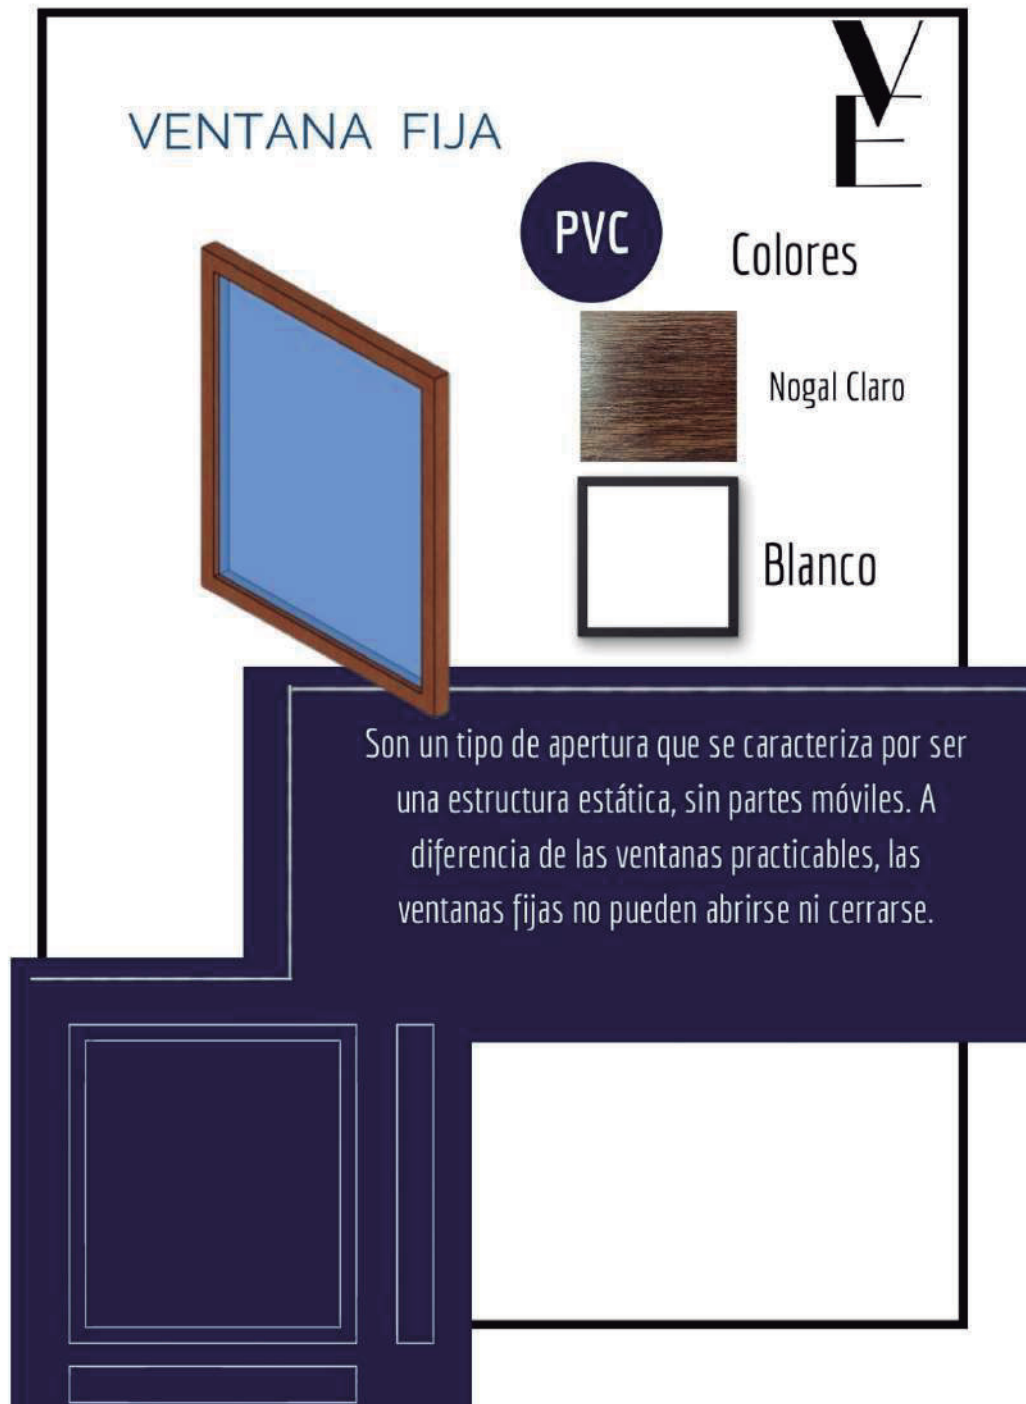 VE
VENTANA FIJA
PVC
Colores
Nogal Claro
Blanco
Son un tipo de apertura que se caracteriza por ser
una estructura estática, sin partes móviles. A
diferencia de las ventanas practicables, las
ventanas fijas no pueden abrirse ni cerrarse.